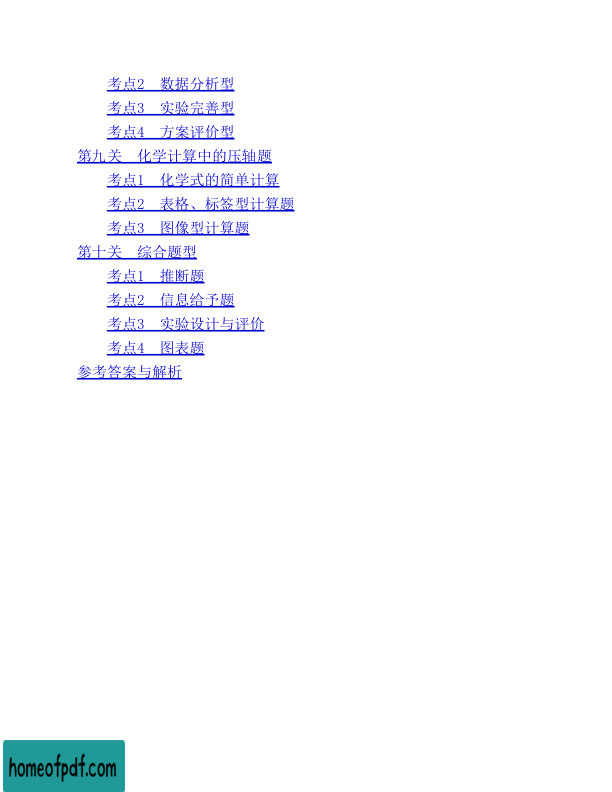 考点2　数据分析型
考点3　实验完善型
考点4　方案评价型
第九关　化学计算中的压轴题
考点1　化学式的简单计算
考点2　表格、标签型计算题
考点3　图像型计算题
第十关　综合题型
考点1　推断题
考点2　信息给予题
考点3　实验设计与评价
考点4　图表题
参考答案与解析
homeofpdf.com